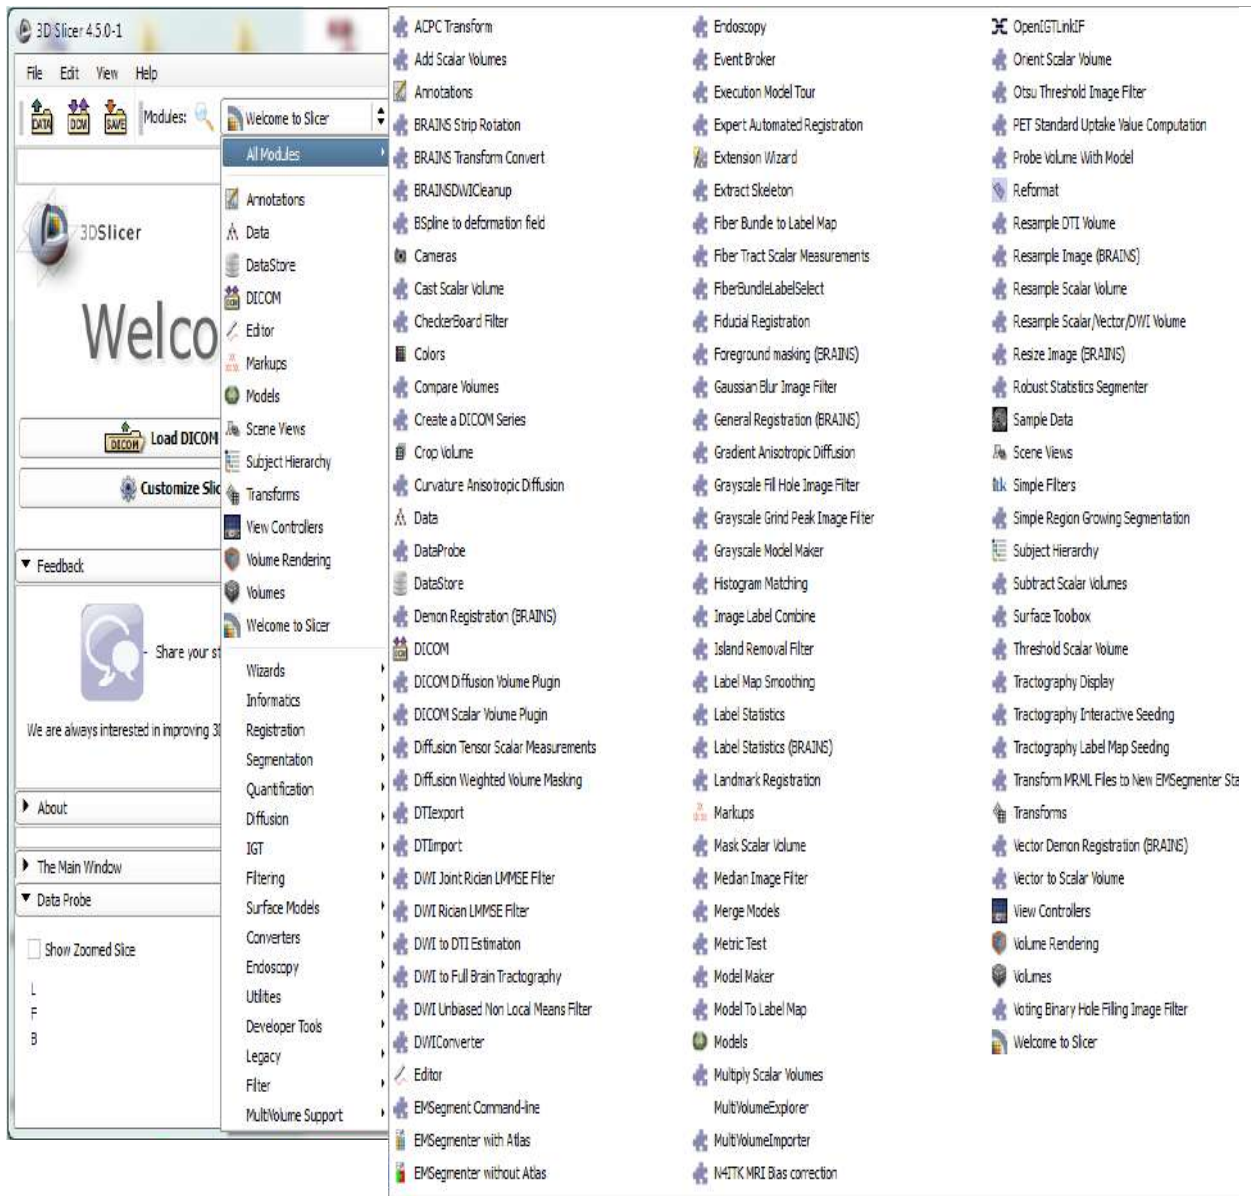 3D Slicer 4.5.0-1
File Edit View Help
DATA DCM SAVE Modules: Welcome to Slicer
3DSlicer
Welco
DICOM Load DICOM
Customize Slic
Feedback
Share your st
We are always interested in improving 3D
About
The Main Window
Data Probe
Show Zoomed Slice
L
F
B
All Modules
Annotations
Data
DataStore
DICOM
Editor
Markups
Models
Scene Views
Subject Hierarchy
Transforms
View Controllers
Volume Rendering
Volumes
Welcome to Slicer
Wizards
Informatics
Registration
Segmentation
Quantification
Diffusion
IGT
Filtering
Surface Models
Converters
Endoscopy
Utilities
Developer Tools
Legacy
Filter
MultiVolume Support
ACPC Transform
Add Scalar Volumes
Annotations
BRAINS Strip Rotation
BRAINS Transform Convert
BRAINSDWICleanup
BSpline to deformation field
Cameras
Cast Scalar Volume
CheckerBoard Filter
Colors
Compare Volumes
Create a DICOM Series
Crop Volume
Curvature Anisotropic Diffusion
Data
DataProbe
DataStore
Demon Registration (BRAINS)
DICOM
DICOM Diffusion Volume Plugin
DICOM Scalar Volume Plugin
Diffusion Tensor Scalar Measurements
Diffusion Weighted Volume Masking
DTIexport
DTIimport
DWI Joint Rician LMMSE Filter
DWI Rician LMMSE Filter
DWI to DTI Estimation
DWI to Full Brain Tractography
DWI Unbiased Non Local Means Filter
DWIConverter
Editor
EMSegment Command-line
EMSegmenter with Atlas
EMSegmenter without Atlas
Endoscopy
Event Broker
Execution Model Tour
Expert Automated Registration
Extension Wizard
Extract Skeleton
Fiber Bundle to Label Map
Fiber Tract Scalar Measurements
FiberBundleLabelSelect
Fiducial Registration
Foreground masking (BRAINS)
Gaussian Blur Image Filter
General Registration (BRAINS)
Gradient Anisotropic Diffusion
Grayscale Fill Hole Image Filter
Grayscale Grind Peak Image Filter
Grayscale Model Maker
Histogram Matching
Image Label Combine
Island Removal Filter
Label Map Smoothing
Label Statistics
Label Statistics (BRAINS)
Landmark Registration
Markups
Mask Scalar Volume
Median Image Filter
Merge Models
Metric Test
Model Maker
Model To Label Map
Models
Multiply Scalar Volumes
MultiVolumeExplorer
MultiVolumeImporter
N4ITK MRI Bias correction
OpenIGTLinkIF
Orient Scalar Volume
Otsu Threshold Image Filter
PET Standard Uptake Value Computation
Probe Volume With Model
Reformat
Resample DTI Volume
Resample Image (BRAINS)
Resample Scalar Volume
Resample Scalar/Vector/DWI Volume
Resize Image (BRAINS)
Robust Statistics Segmenter
Sample Data
Scene Views
itk Simple Filters
Simple Region Growing Segmentation
Subject Hierarchy
Subtract Scalar Volumes
Surface Toolbox
Threshold Scalar Volume
Tractography Display
Tractography Interactive Seeding
Tractography Label Map Seeding
Transform MRML Files to New EMSegmenter Sta
Transforms
Vector Demon Registration (BRAINS)
Vector to Scalar Volume
View Controllers
Volume Rendering
Volumes
Voting Binary Hole Filling Image Filter
Welcome to Slicer